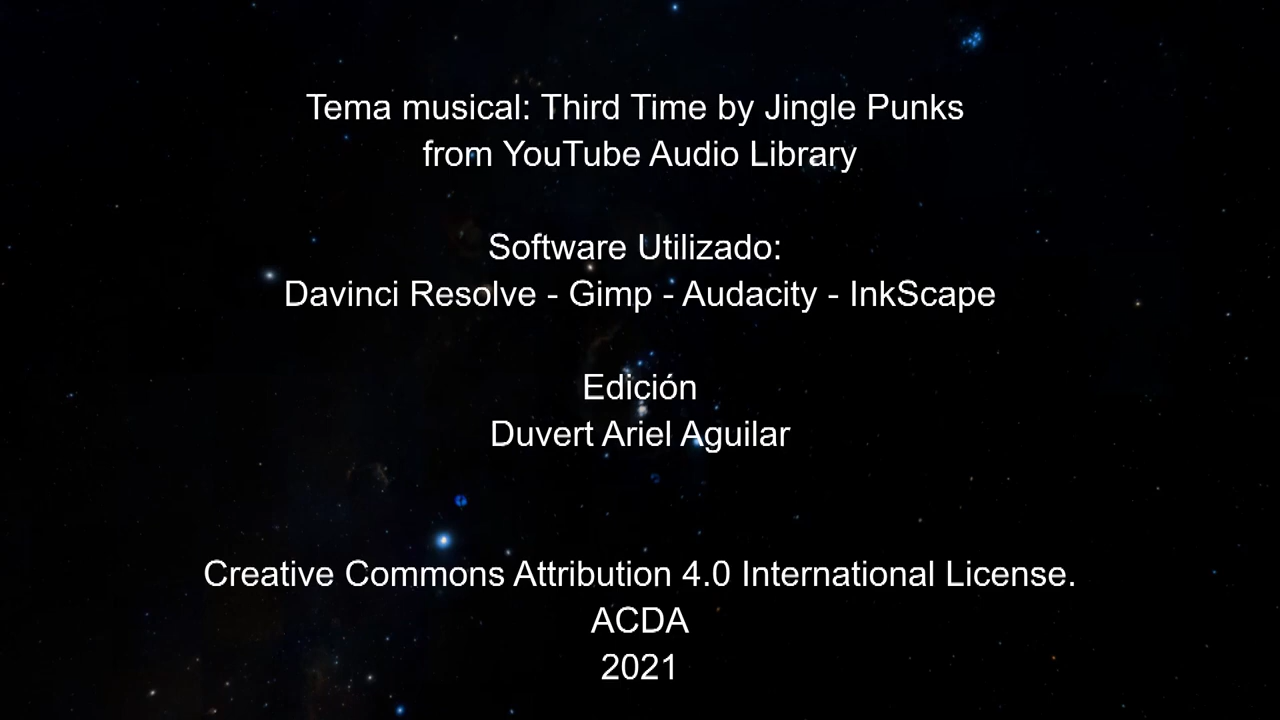 Tema musical: Third Time by Jingle Punks
from YouTube Audio Library
Software Utilizado:
Davinci Resolve - Gimp - Audacity - InkScape
Edición
Duvert Ariel Aguilar
Creative Commons Attribution 4.0 International License.
ACDA
2021